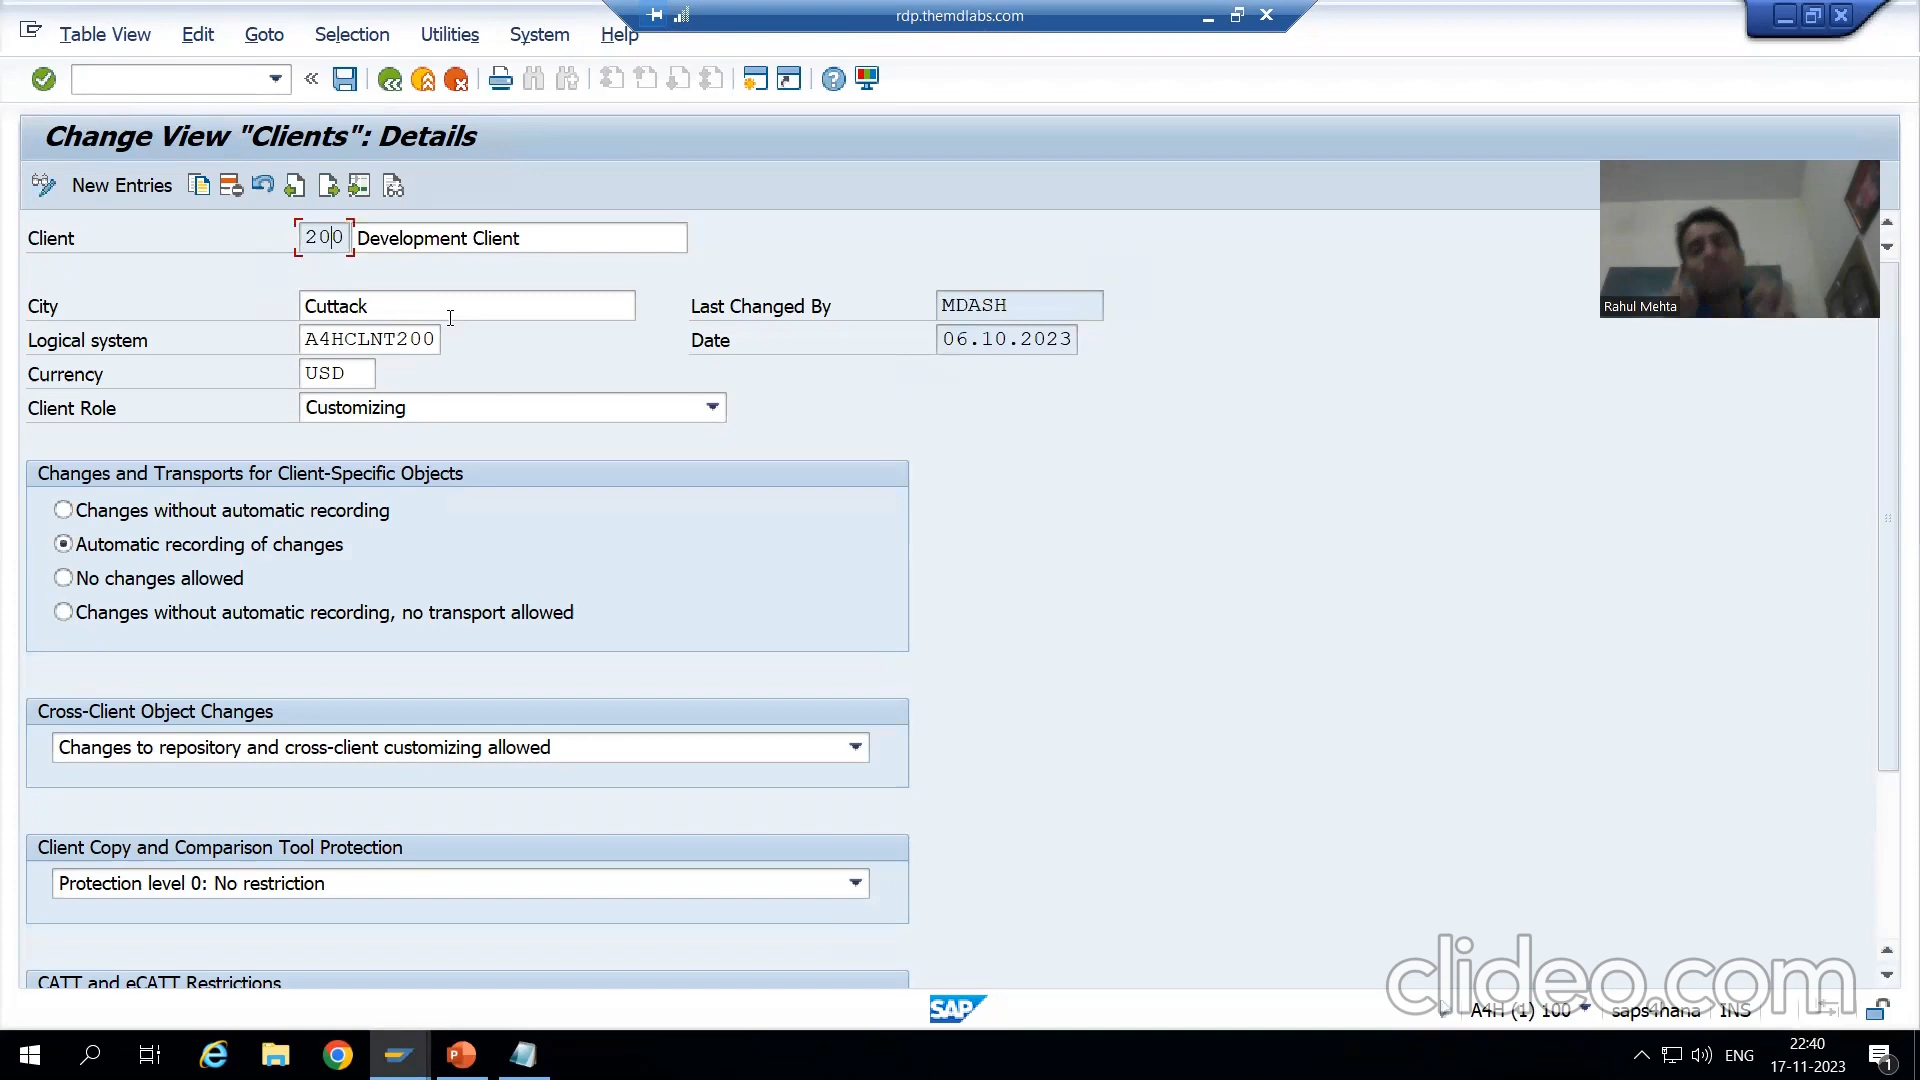 rdp.themdlabs.com
Table View Edit Goto Selection Utilities System Help
Change View "Clients": Details
New Entries
Client 200 Development Client
City Cuttack Last Changed By MDASH
Logical system A4HCLNT200 Date 06.10.2023
Currency USD
Client Role Customizing
Changes and Transports for Client-Specific Objects
Changes without automatic recording
Automatic recording of changes
No changes allowed
Changes without automatic recording, no transport allowed
Cross-Client Object Changes
Changes to repository and cross-client customizing allowed
Client Copy and Comparison Tool Protection
Protection level 0: No restriction
CATT and eCATT Restrictions
Rahul Mehta
clideo.com
SAP A4H (1) 100 saps4hana INS
ENG 22:40
17-11-2023 1